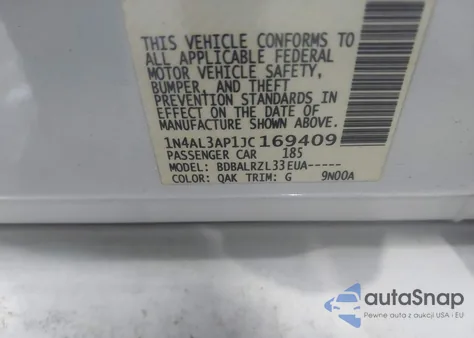 THIS VEHICLE CONFORMS TO
ALL APPLICABLE FEDERAL
MOTOR VEHICLE SAFETY,
BUMPER, AND THEFT
PREVENTION STANDARDS IN
EFFECT ON THE DATE OF
MANUFACTURE SHOWN ABOVE.
1N4AL3AP1JC169409
PASSENGER CAR 185
MODEL: BDBALRZL33EUA-----
COLOR: QAK TRIM: G 9N00A
autoSnap
Pewne auta z USA i EU